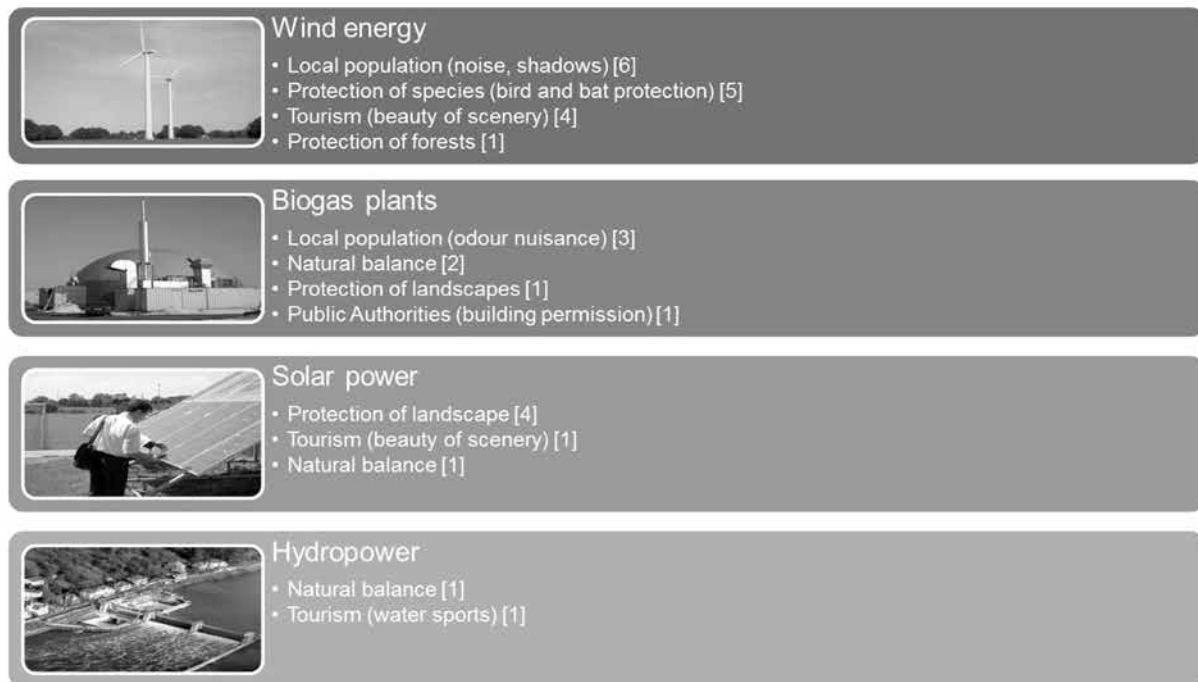 Wind energy
• Local population (noise, shadows) [6]
• Protection of species (bird and bat protection) [5]
• Tourism (beauty of scenery) [4]
• Protection of forests [1]
Biogas plants
• Local population (odour nuisance) [3]
• Natural balance [2]
• Protection of landscapes [1]
• Public Authorities (building permission) [1]
Solar power
• Protection of landscape [4]
• Tourism (beauty of scenery) [1]
• Natural balance [1]
Hydropower
• Natural balance [1]
• Tourism (water sports) [1]